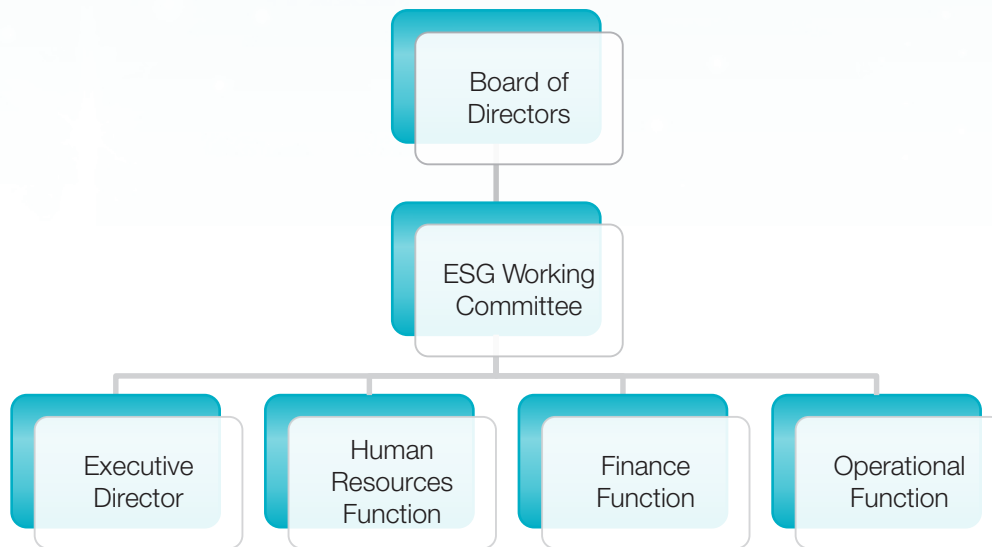 Board of
Directors
ESG Working
Committee
Executive
Director
Human
Resources
Function
Finance
Function
Operational
Function